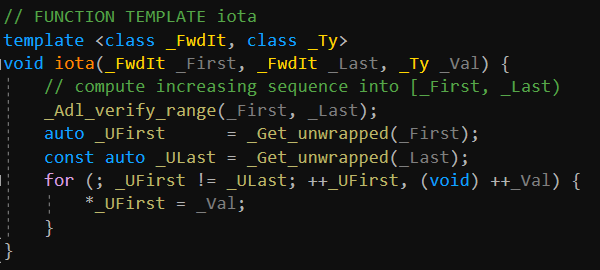 // FUNCTION TEMPLATE iota
template <class _FwdIt, class _Ty>
void iota(_FwdIt _First, _FwdIt _Last, _Ty _Val) {
    // compute increasing sequence into [_First, _Last)
    _Adl_verify_range(_First, _Last);
    auto _UFirst      = _Get_unwrapped(_First);
    const auto _ULast = _Get_unwrapped(_Last);
    for (; _UFirst != _ULast; ++_UFirst, (void) ++_Val) {
        *_UFirst = _Val;
    }
}